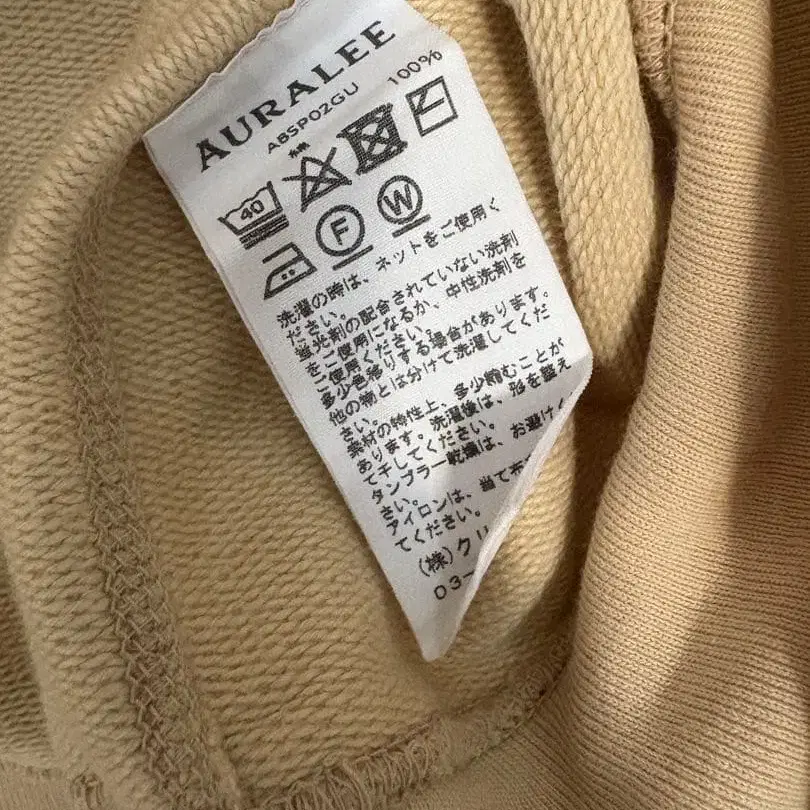 AURALEE
A8SP02GU
100%
40
F W
洗濯の時は、ネットをご使用く
ださい。
蛍光剤の配合されていない洗剤
をご使用になるか、中性洗剤を
ご使用ください。
多少色移りする場合があります。
他の物とは分けて洗濯してくだ
さい。
素材の特性上、多少縮むことが
あります。洗濯後は、形を整え
て干してください。
タンブラー乾燥は、お避けく
ださい。
アイロンは、当て布
てください。
(株)クリ
03-